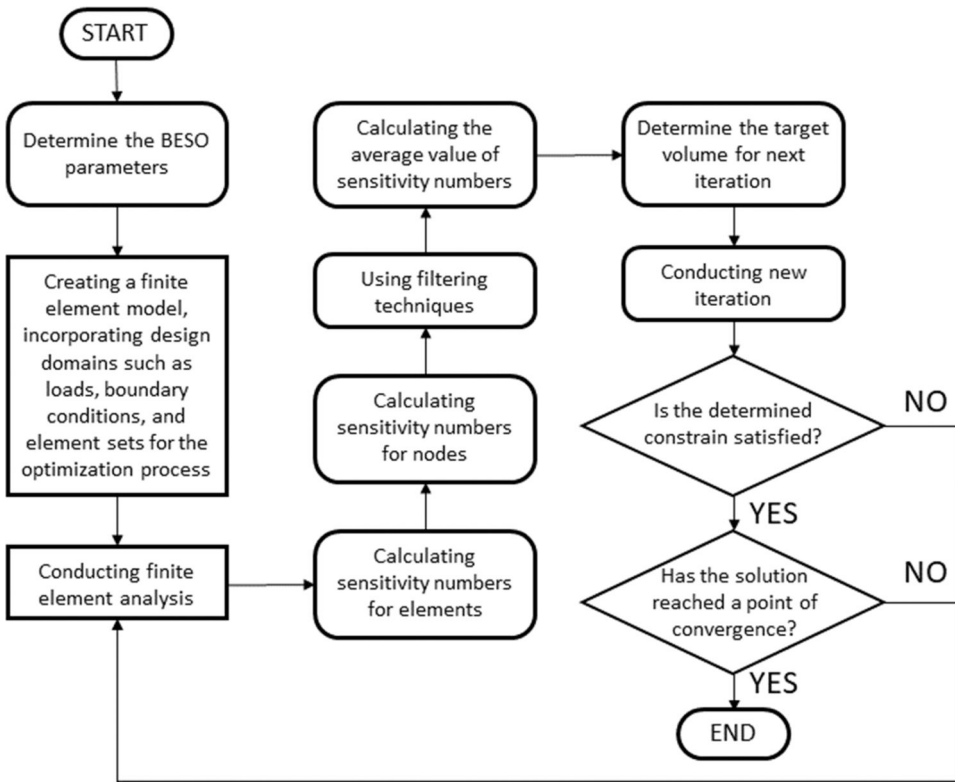 START
Determine the BESO
parameters
Creating a finite
element model,
incorporating design
domains such as
loads, boundary
conditions, and
element sets for the
optimization process
Conducting finite
element analysis
Calculating
sensitivity numbers
for elements
Calculating
sensitivity numbers
for nodes
Using filtering
techniques
Calculating the
average value of
sensitivity numbers
Determine the target
volume for next
iteration
Conducting new
iteration
Is the determined
constrain satisfied?
NO
YES
Has the solution
reached a point of
convergence?
NO
YES
END